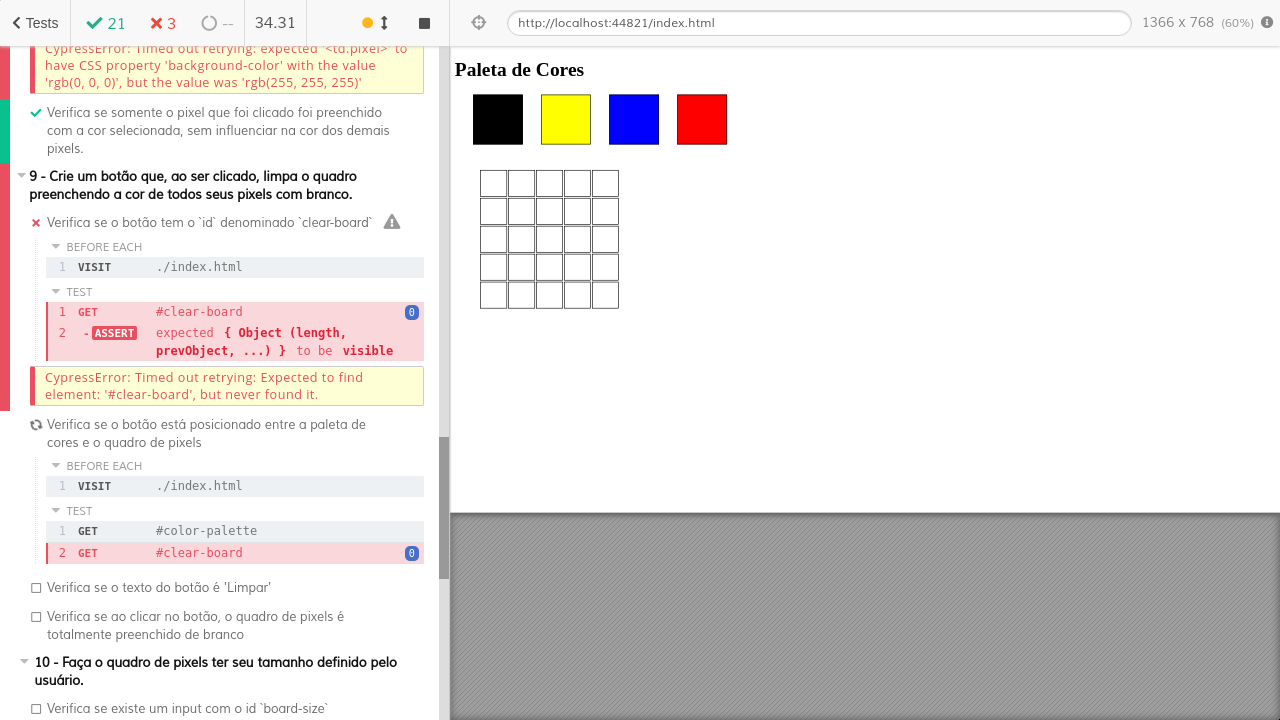 Tests 21 3 -- 34.31
CypressError: Timed out retrying: expected '<td.pixel>' to
have CSS property 'background-color' with the value
'rgb(0, 0, 0)', but the value was 'rgb(255, 255, 255)'
Verifica se somente o pixel que foi clicado foi preenchido
com a cor selecionada, sem influenciar na cor dos demais
pixels.
9 - Crie um botão que, ao ser clicado, limpa o quadro
preenchendo a cor de todos seus pixels com branco.
Verifica se o botão tem o `id` denominado `clear-board`
BEFORE EACH
1 VISIT ./index.html
TEST
1 GET #clear-board 0
2 -ASSERT expected { Object (length,
prevObject, ...) } to be visible
CypressError: Timed out retrying: Expected to find
element: '#clear-board', but never found it.
Verifica se o botão está posicionado entre a paleta de
cores e o quadro de pixels
BEFORE EACH
1 VISIT ./index.html
TEST
1 GET #color-palette
2 GET #clear-board 0
Verifica se o texto do botão é 'Limpar'
Verifica se ao clicar no botão, o quadro de pixels é
totalmente preenchido de branco
10 - Faça o quadro de pixels ter seu tamanho definido pelo
usuário.
Verifica se existe um input com o id `board-size`
http://localhost:44821/index.html 1366 x 768 (60%)
Paleta de Cores